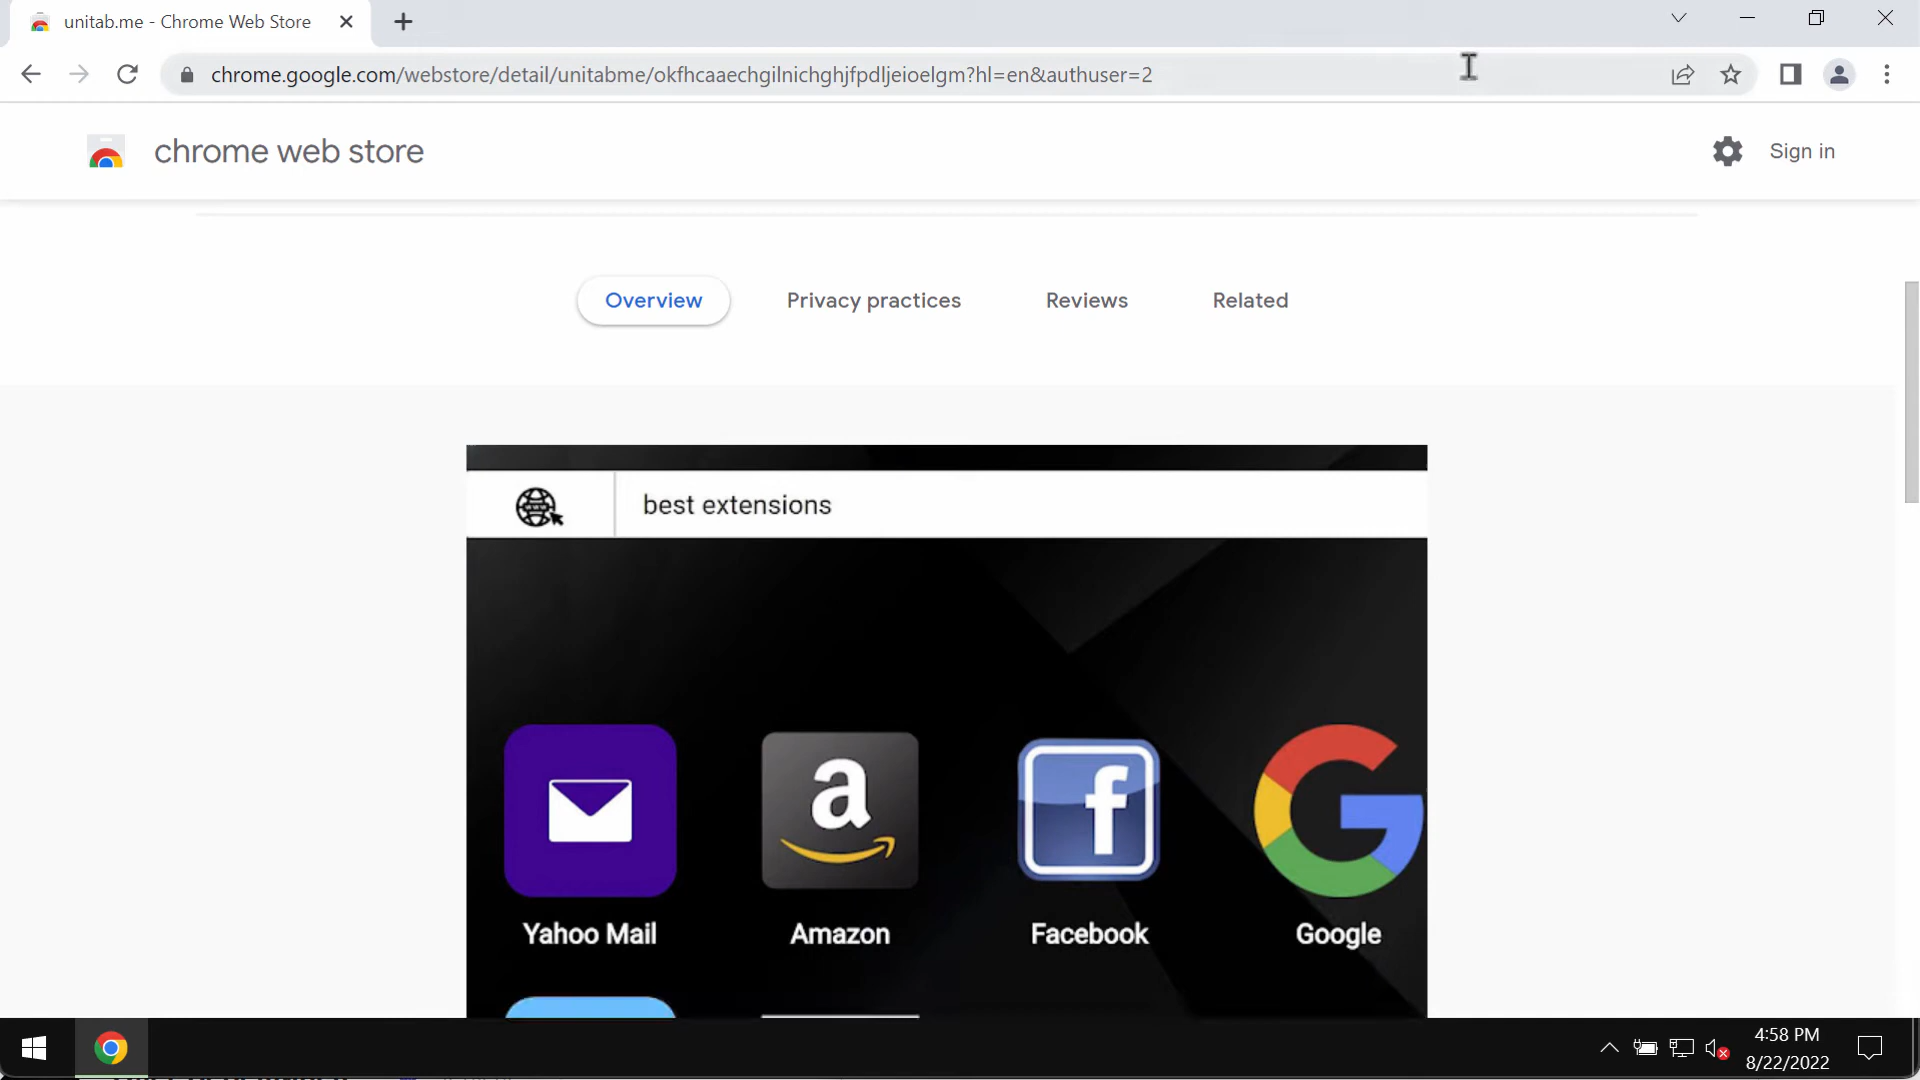 unitab.me - Chrome Web Store
chrome.google.com/webstore/detail/unitabme/okfhcaaechgilnichghjfpdljeioelgm?hl=en&authuser=2
chrome web store
Sign in
Overview
Privacy practices
Reviews
Related
best extensions
Yahoo Mail
Amazon
Facebook
Google
4:58 PM
8/22/2022